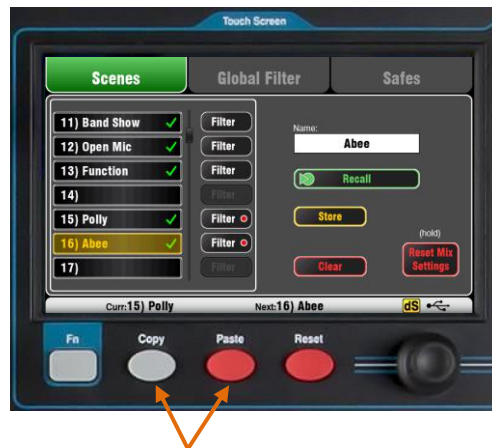 Touch Screen
Scenes Global Filter Safes
11) Band Show Filter
12) Open Mic Filter
13) Function Filter
14) Filter
15) Polly Filter
16) Abee Filter
17) Filter
Name:
Abee
Recall
Store
(hold)
Clear
Reset Mix
Settings
Curr:15) Polly Next:16) Abee dS
Fn Copy Paste Reset